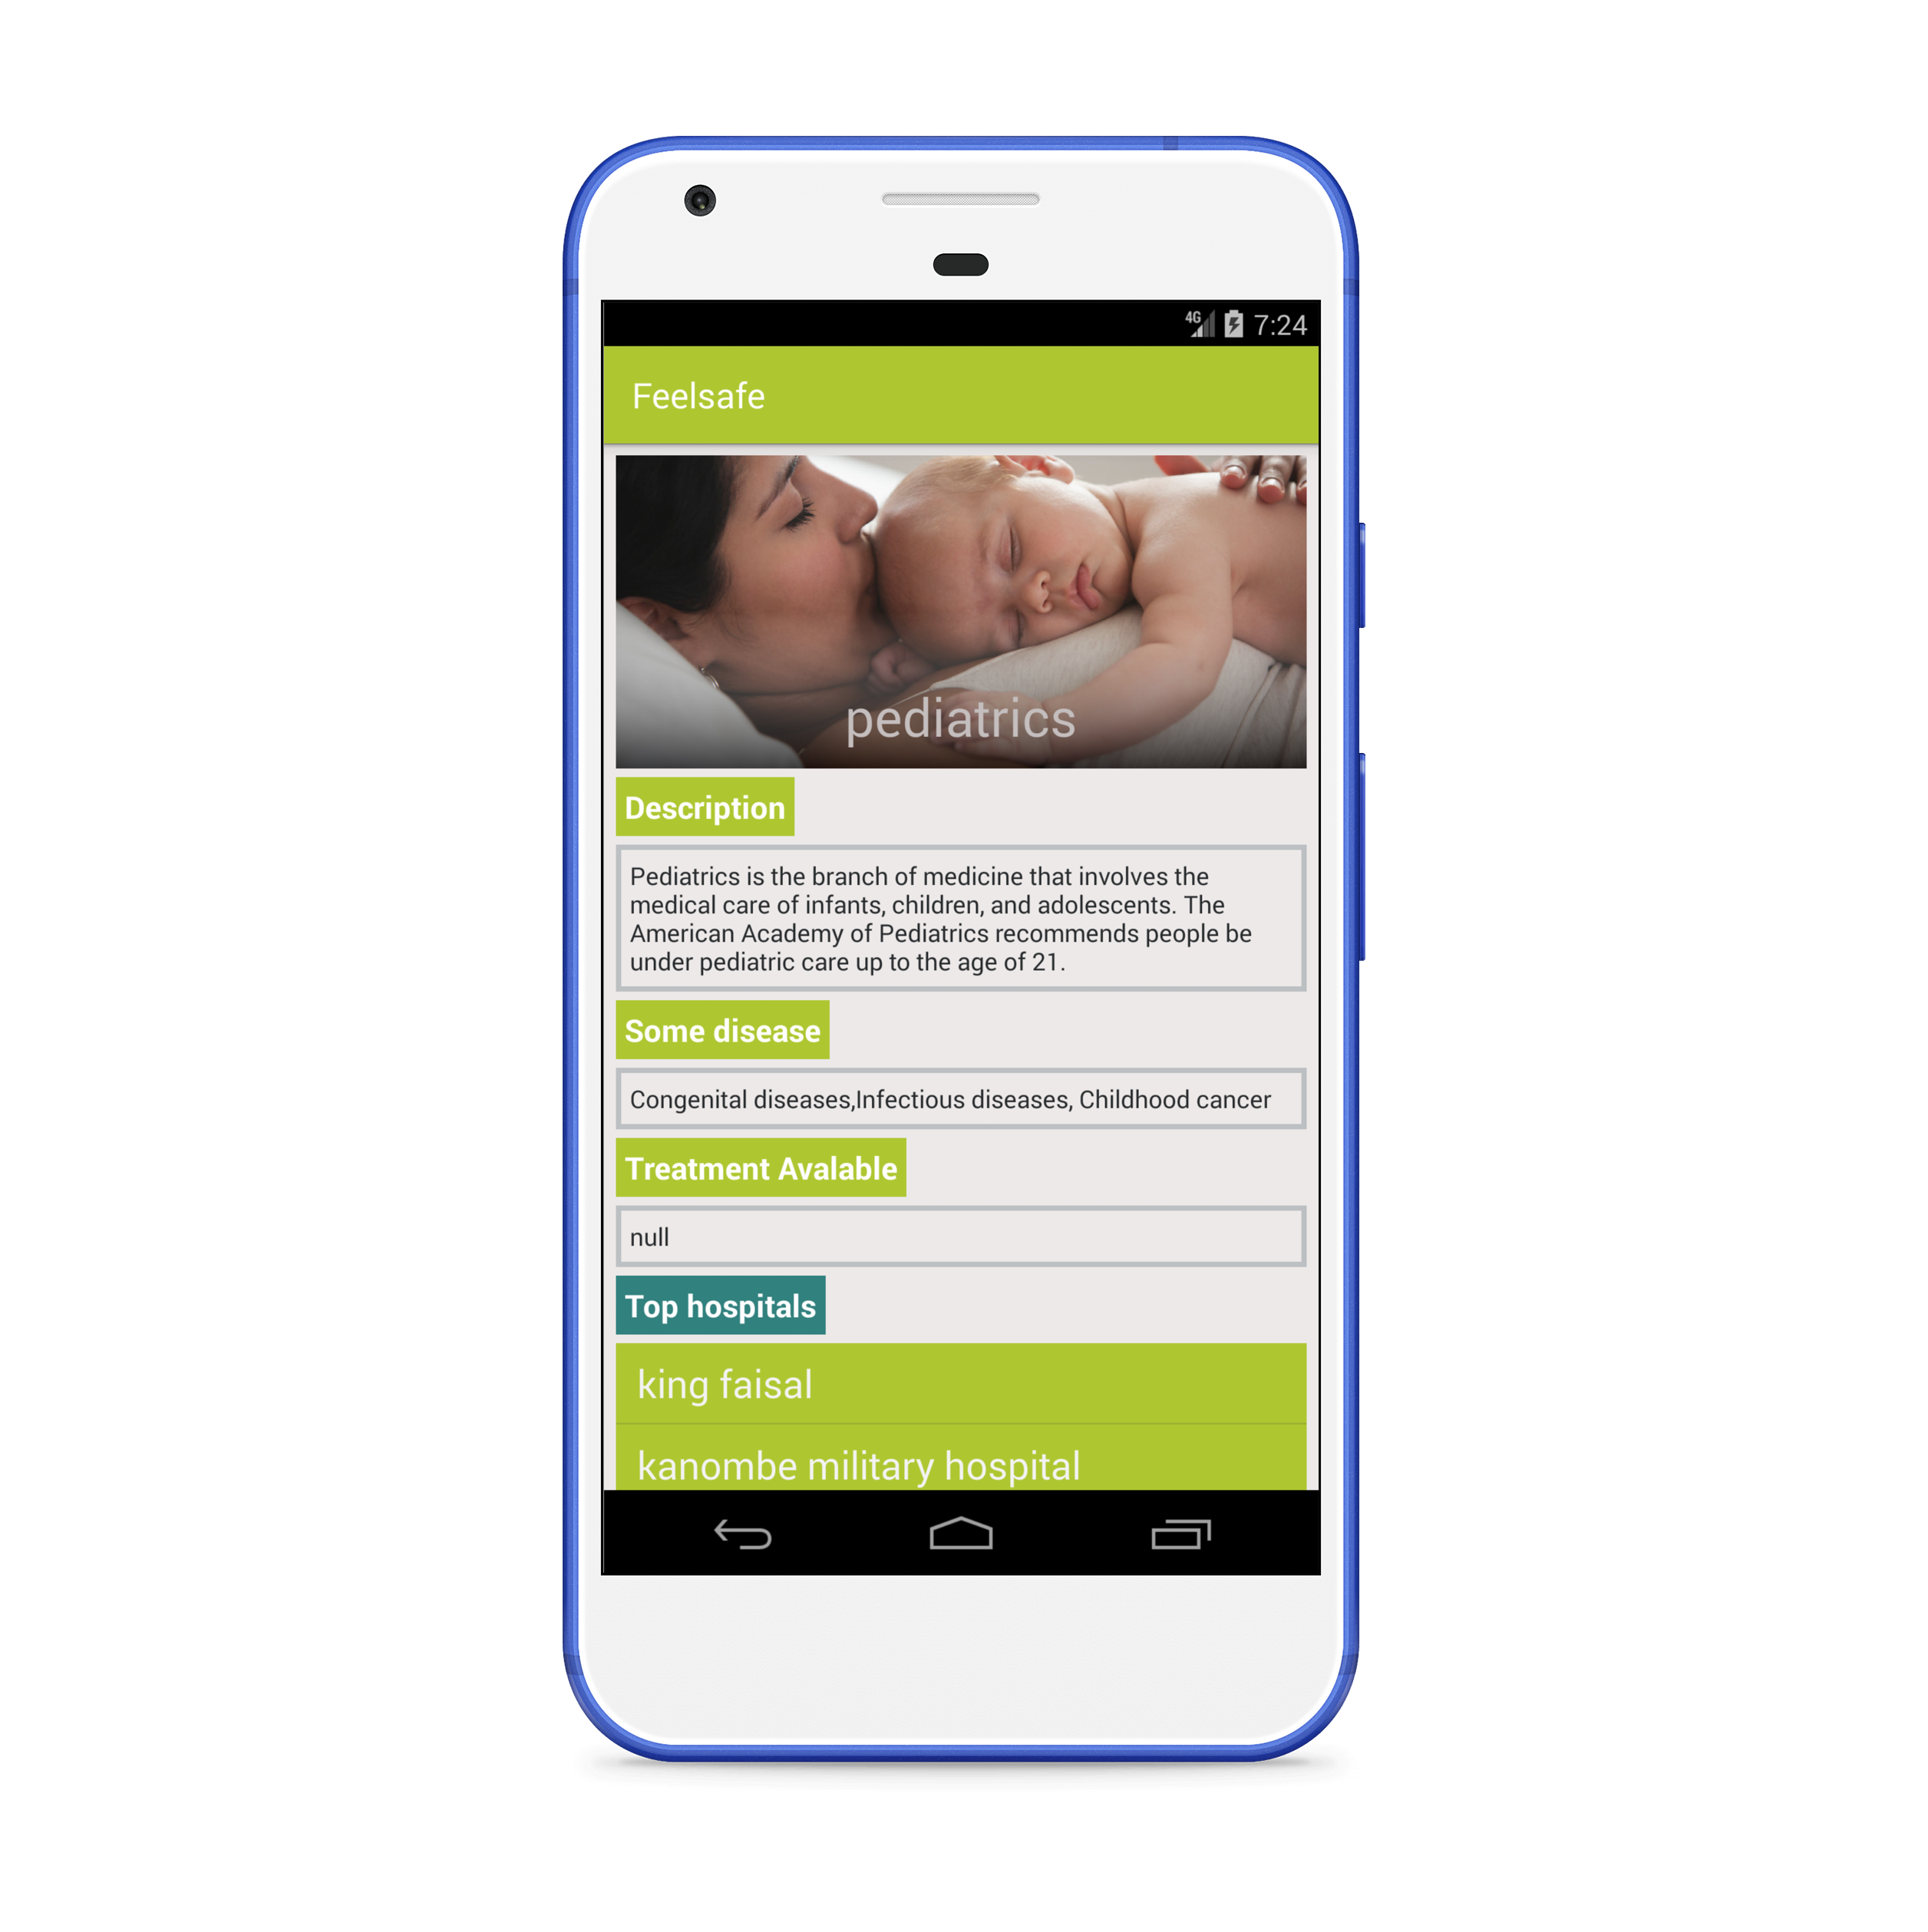 4G 7:24
Feelsafe
pediatrics
Description
Pediatrics is the branch of medicine that involves the
medical care of infants, children, and adolescents. The
American Academy of Pediatrics recommends people be
under pediatric care up to the age of 21.
Some disease
Congenital diseases,Infectious diseases, Childhood cancer
Treatment Avalable
null
Top hospitals
king faisal
kanombe military hospital